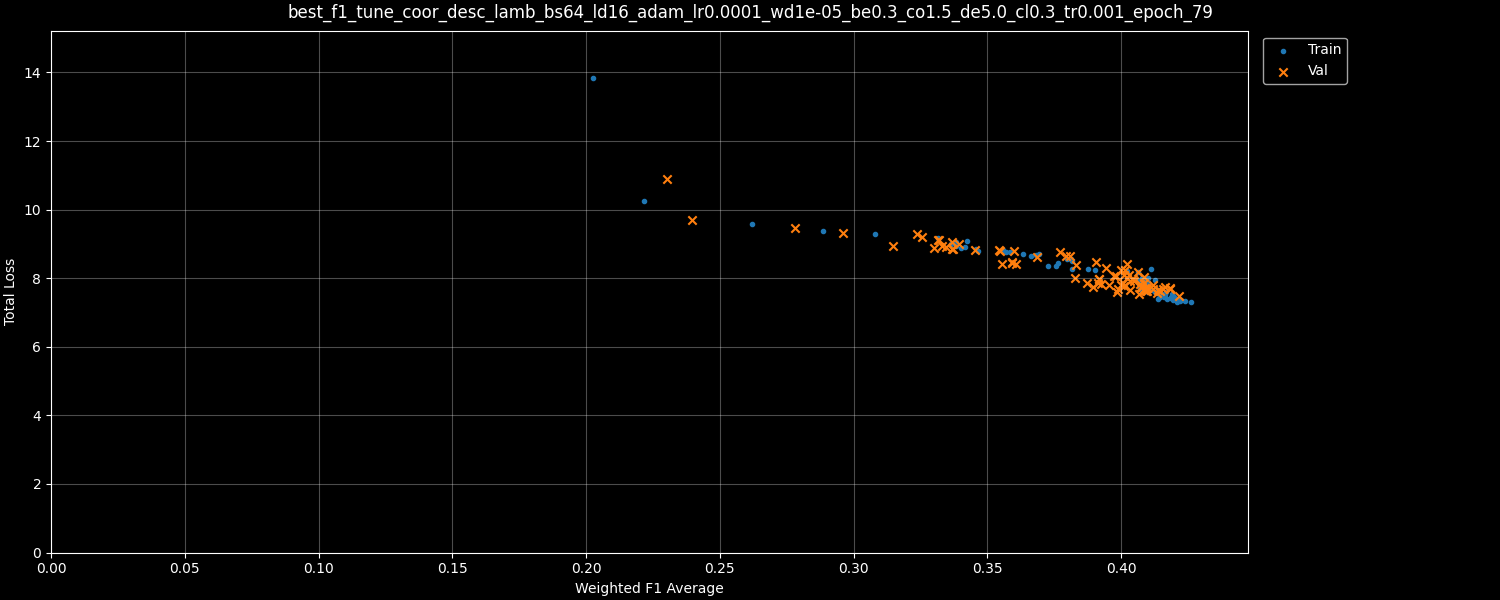 best_f1_tune_coor_desc_lamb_bs64_ld16_adam_lr0.0001_wd1e-05_be0.3_co1.5_de5.0_cl0.3_tr0.001_epoch_79
Train
Val
Total Loss
14
12
10
8
6
4
2
0
0.00 0.05 0.10 0.15 0.20 0.25 0.30 0.35 0.40
Weighted F1 Average